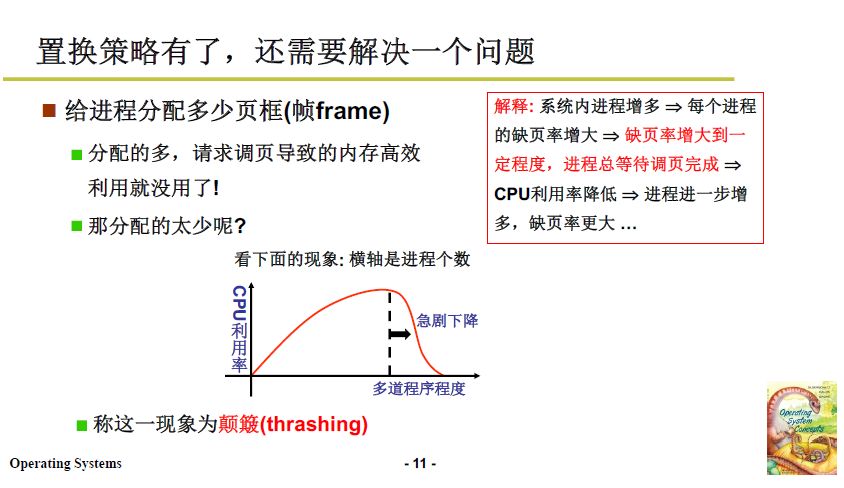 置换策略有了，还需要解决一个问题
给进程分配多少页框(帧frame)
分配的多，请求调页导致的内存高效
利用就没用了!
那分配的太少呢?
解释: 系统内进程增多 ⇒ 每个进程
的缺页率增大 ⇒ 缺页率增大到一
定程度，进程总等待调页完成 ⇒
CPU利用率降低 ⇒ 进程进一步增
多，缺页率更大 …
看下面的现象: 横轴是进程个数
CPU利用率
急剧下降
多道程序程度
称这一现象为颠簸(thrashing)
Operating
System
Concepts
Operating Systems
- 11 -